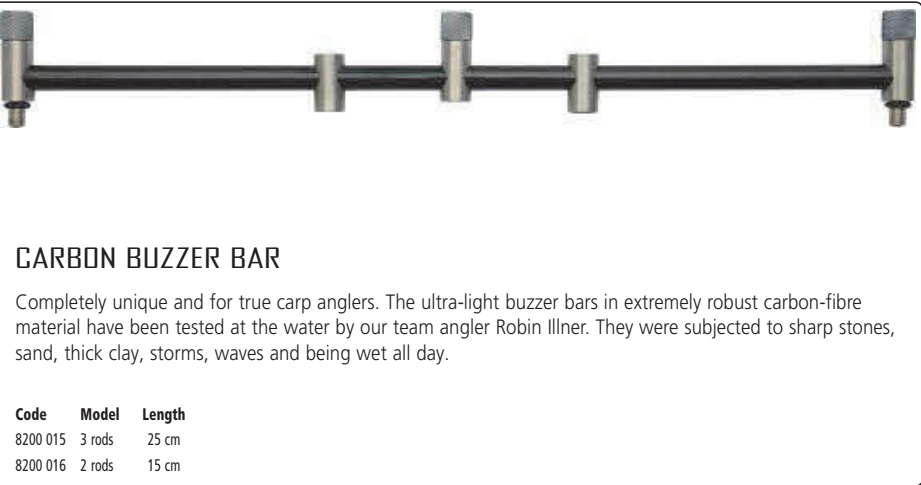 CARBON BUZZER BAR
Completely unique and for true carp anglers. The ultra-light buzzer bars in extremely robust carbon-fibre
material have been tested at the water by our team angler Robin Illner. They were subjected to sharp stones,
sand, thick clay, storms, waves and being wet all day.
Code Model Length
8200 015 3 rods 25 cm
8200 016 2 rods 15 cm